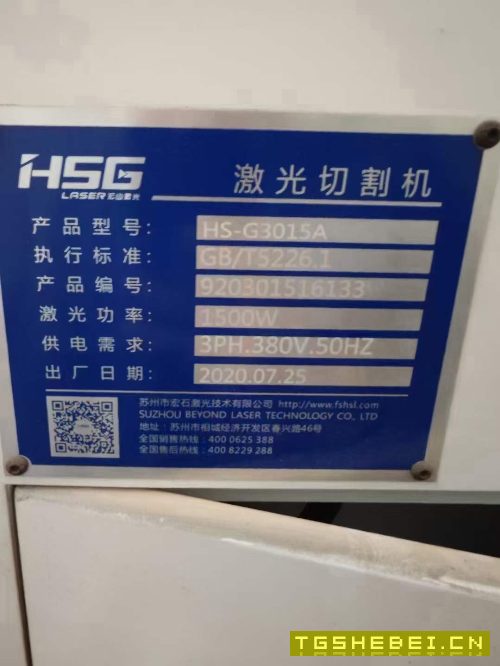 HSG
LASER 宏山激光
激光切割机
产品型号: HS-G3015A
执行标准: GB/T5226.1
产品编号: 920301516133
激光功率: 1500W
供电需求: 3PH.380V.50HZ
出厂日期: 2020.07.25
苏州市宏石激光技术有限公司 http://www.fshsl.com
SUZHOU BEYOND LASER TECHNOLOGY CO., LTD
地址: 苏州市相城经济开发区春兴路46号
全国销售热线: 400 0625 388
全国售后热线: 400 8229 288
TGSHEBEI.CN